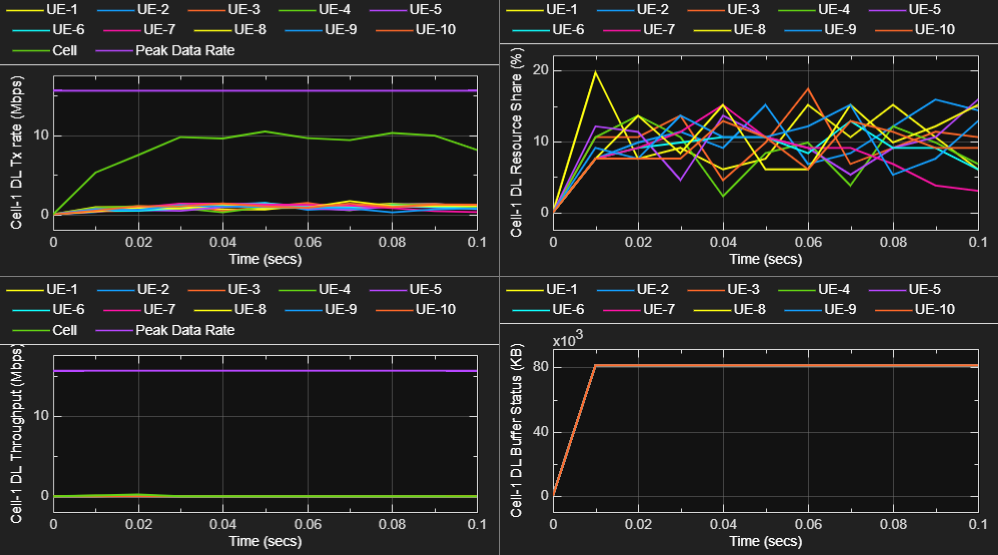 UE-1 UE-2 UE-3 UE-4 UE-5
UE-6 UE-7 UE-8 UE-9 UE-10
Cell Peak Data Rate
Cell-1 DL Tx rate (Mbps)
10
0
0 0.02 0.04 0.06 0.08 0.1
Time (secs)
UE-1 UE-2 UE-3 UE-4 UE-5
UE-6 UE-7 UE-8 UE-9 UE-10
Cell-1 DL Resource Share (%)
20
10
0
0 0.02 0.04 0.06 0.08 0.1
Time (secs)
UE-1 UE-2 UE-3 UE-4 UE-5
UE-6 UE-7 UE-8 UE-9 UE-10
Cell Peak Data Rate
Cell-1 DL Throughput (Mbps)
10
0
0 0.02 0.04 0.06 0.08 0.1
Time (secs)
UE-1 UE-2 UE-3 UE-4 UE-5
UE-6 UE-7 UE-8 UE-9 UE-10
x10³
Cell-1 DL Buffer Status (KB)
80
40
0
0 0.02 0.04 0.06 0.08 0.1
Time (secs)